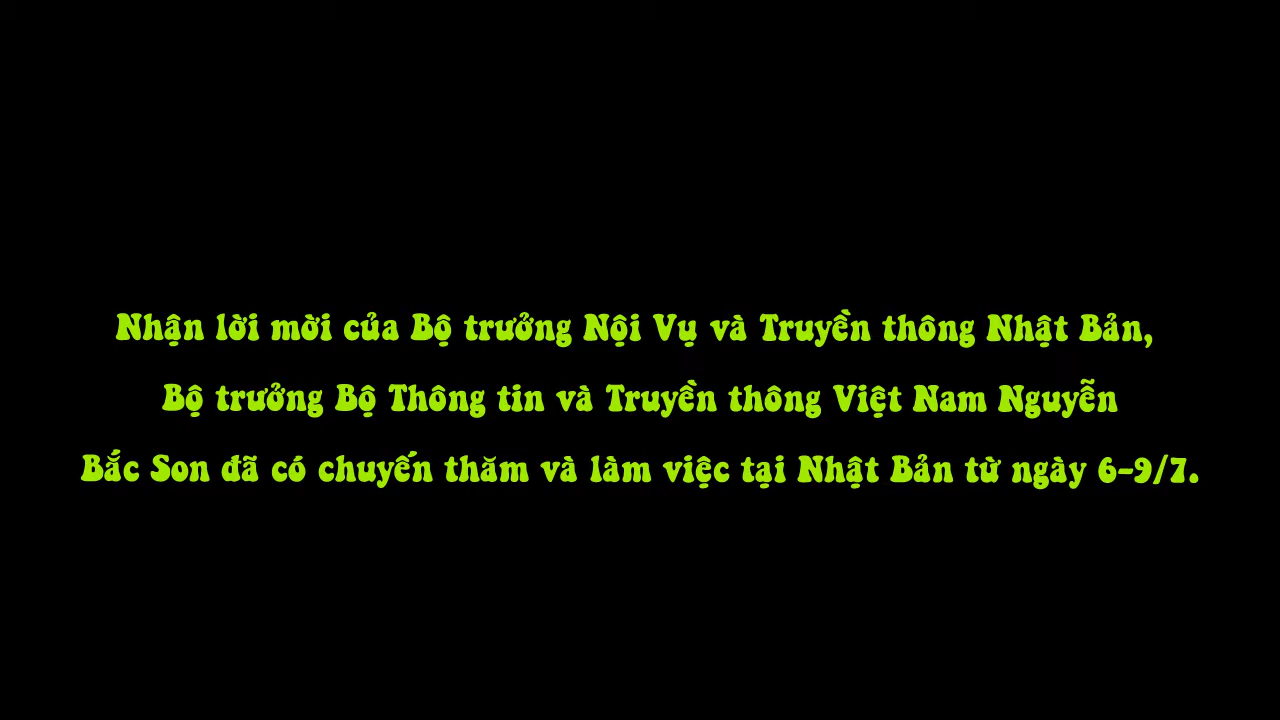 Nhận lời mời của Bộ trưởng Nội Vụ và Truyền thông Nhật Bản,
Bộ trưởng Bộ Thông tin và Truyền thông Việt Nam Nguyễn
Bắc Son đã có chuyến thăm và làm việc tại Nhật Bản từ ngày 6-9/7.